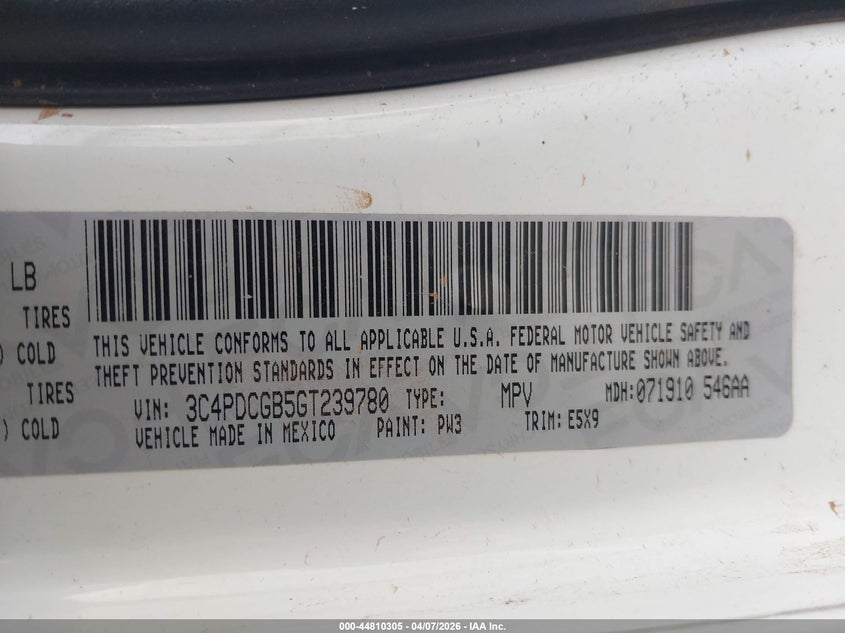 LB
TIRES
) COLD
TIRES
) COLD
THIS VEHICLE CONFORMS TO ALL APPLICABLE U.S.A. FEDERAL MOTOR VEHICLE SAFETY AND
THEFT PREVENTION STANDARDS IN EFFECT ON THE DATE OF MANUFACTURE SHOWN ABOVE.
VIN: 3C4PDCGB5GT239780 TYPE: MPV MDH:071910 546AA
VEHICLE MADE IN MEXICO PAINT: PW3 TRIM: E5X9
000-44810305 - 04/07/2026 - IAA Inc.